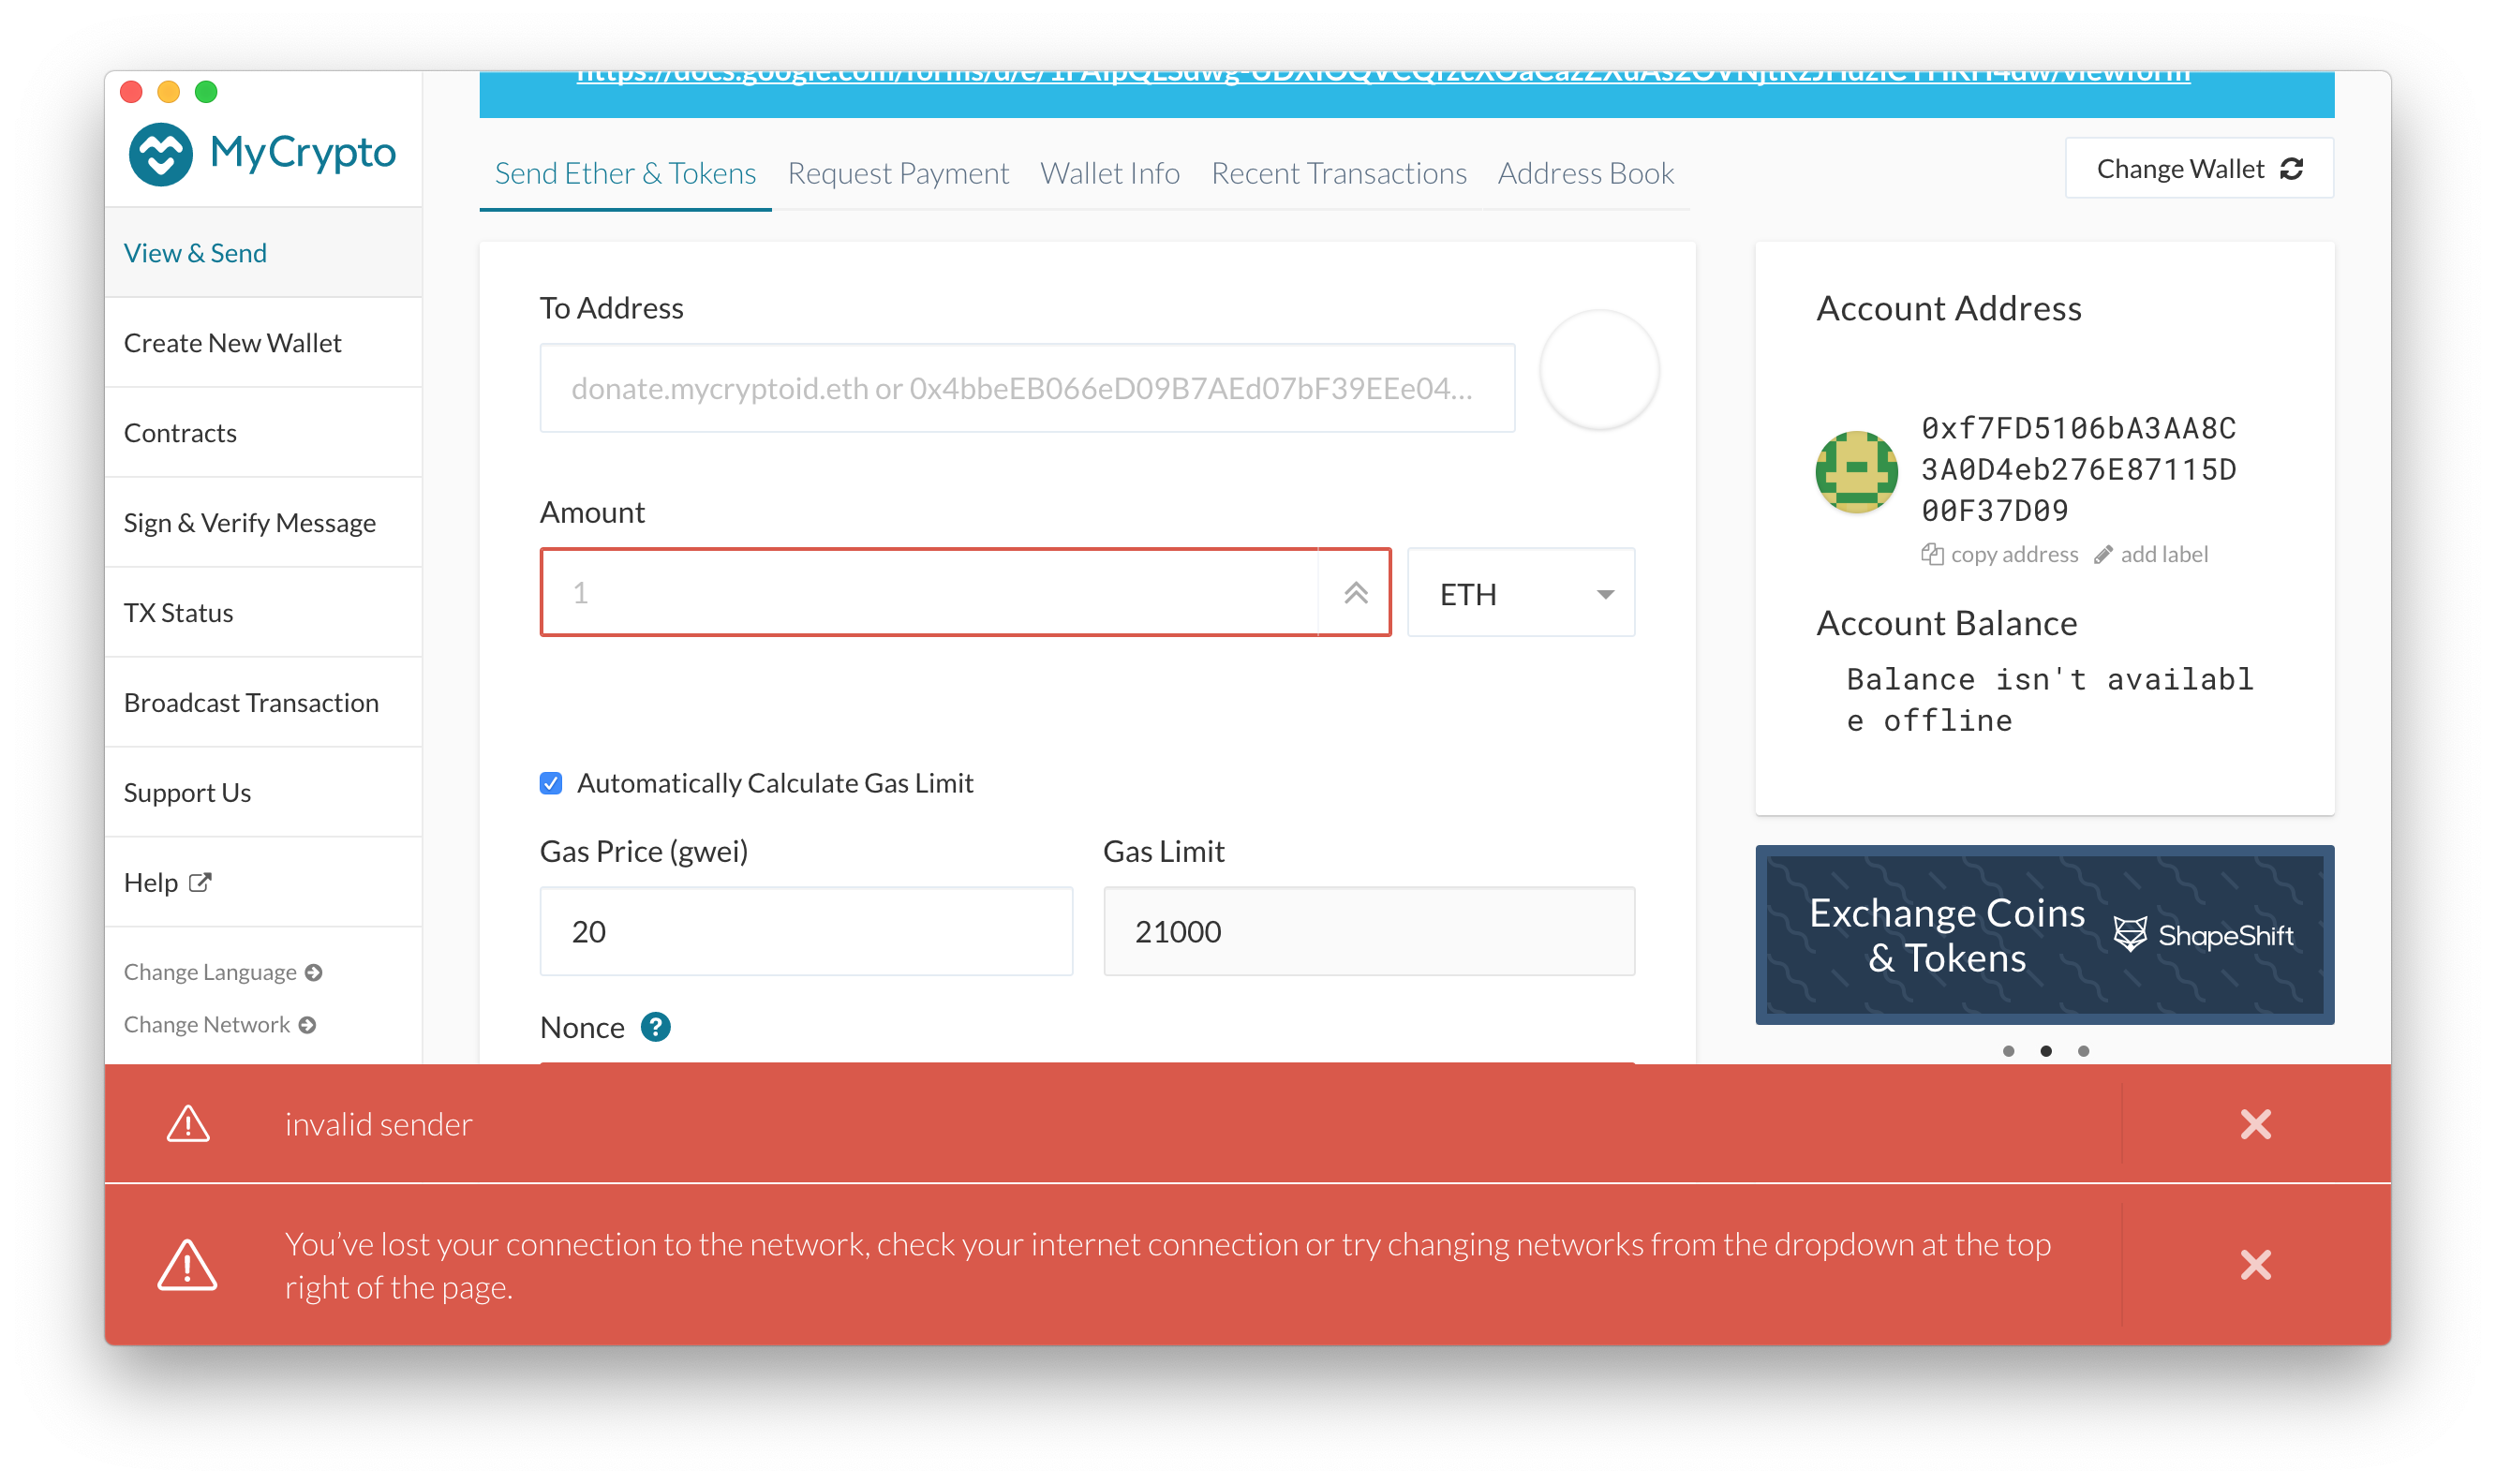 MyCrypto
View & Send
Create New Wallet
Contracts
Sign & Verify Message
TX Status
Broadcast Transaction
Support Us
Help
Change Language
Change Network
Send Ether & Tokens
Request Payment
Wallet Info
Recent Transactions
Address Book
Change Wallet
To Address
donate.mycryptoid.eth or 0x4bbeEB066eD09B7AEd07bF39EEe04...
Amount
1
ETH
Automatically Calculate Gas Limit
Gas Price (gwei)
Gas Limit
20
21000
Nonce
?
Account Address
0xf7FD5106bA3AA8C
3A0D4eb276E87115D
00F37D09
copy address
add label
Account Balance
Balance isn't availabl
e offline
Exchange Coins
& Tokens
ShapeShift
invalid sender
You’ve lost your connection to the network, check your internet connection or try changing networks from the dropdown at the top
right of the page.